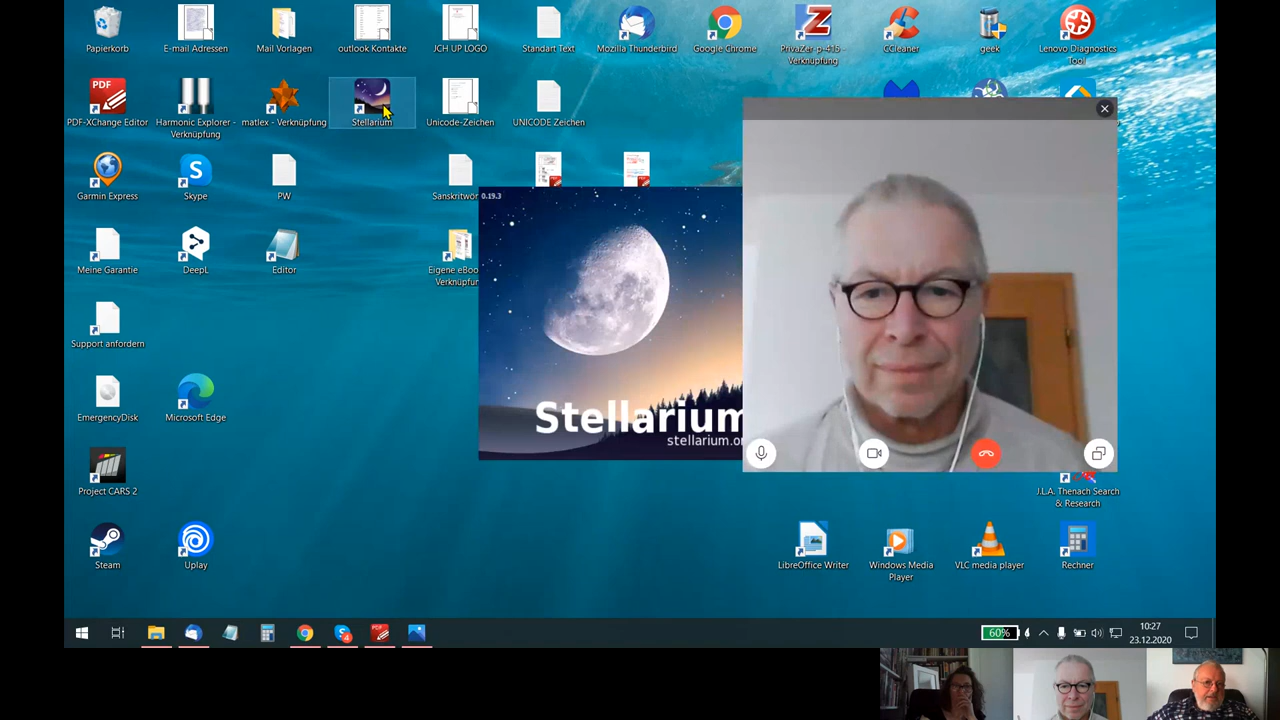 Papierkorb
E-mail Adressen
Mail Vorlagen
outlook Kontakte
JCH UP LOGO
Standart Text
Mozilla Thunderbird
Google Chrome
PrivaZer-p-415 -
Verknüpfung
CCleaner
geek
Lenovo Diagnostics
Tool
PDF
PDF-XChange Editor
Harmonic Explorer -
Verknüpfung
matlex - Verknüpfung
Stellarium
Unicode-Zeichen
UNICODE Zeichen
Garmin Express
Skype
PW
Sanskritwör
0.19.3
Meine Garantie
DeepL
Editor
Eigene eBoo
Verknüpfun
Support anfordern
EmergencyDisk
Microsoft Edge
Stellarium
stellarium.or
Project CARS 2
J.L.A. Thenach Search
& Research
Steam
Uplay
LibreOffice Writer
Windows Media
Player
VLC media player
Rechner
60%
10:27
23.12.2020